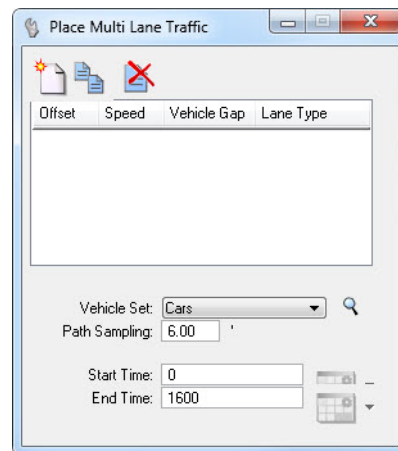 Place Multi Lane Traffic
Offset Speed Vehicle Gap Lane Type
Vehicle Set: Cars
Path Sampling: 6.00 '
Start Time: 0
End Time: 1600